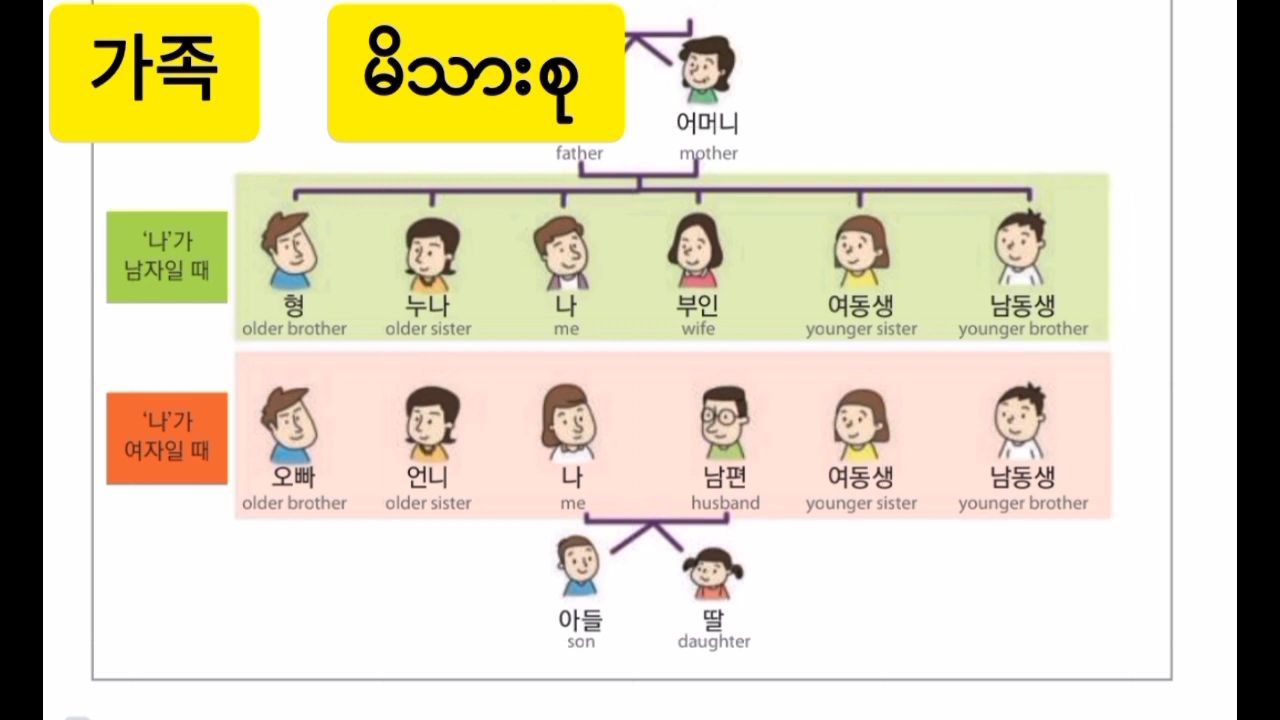 가족
မိသားစု
어머니
father
mother
'나'가
남자일 때
형
누나
나
부인
여동생
남동생
older brother
older sister
me
wife
younger sister
younger brother
'나'가
여자일 때
오빠
언니
나
남편
여동생
남동생
older brother
older sister
me
husband
younger sister
younger brother
아들
딸
son
daughter